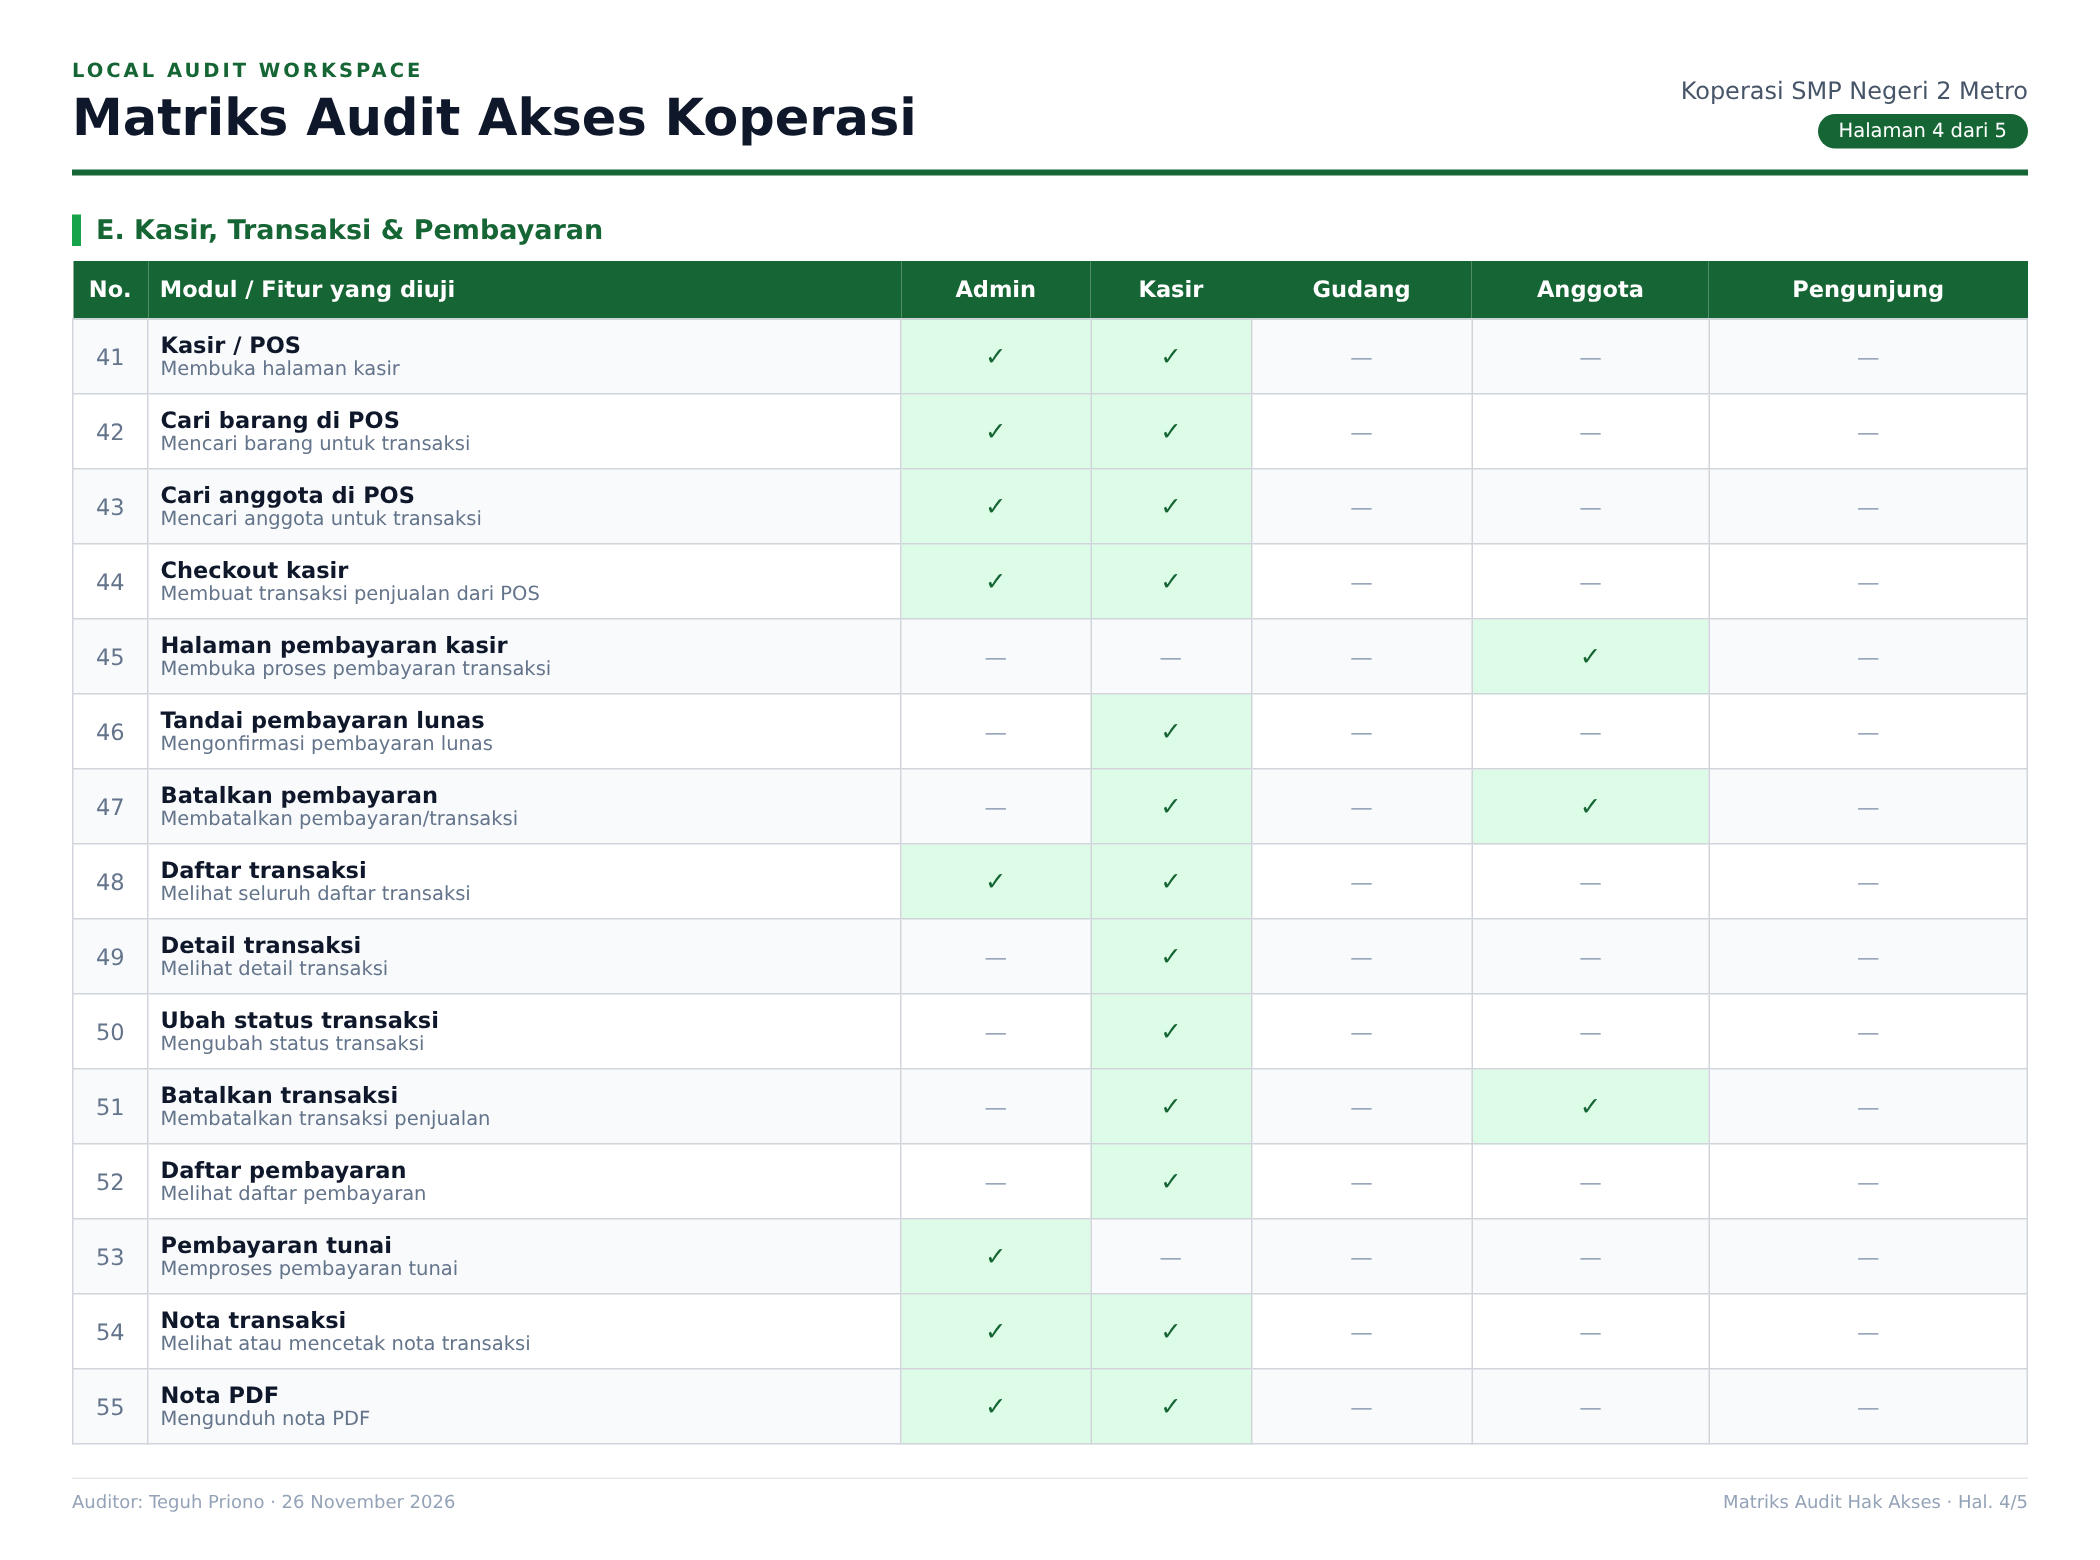 LOCAL AUDIT WORKSPACE
Matriks Audit Akses Koperasi
Koperasi SMP Negeri 2 Metro
Halaman 4 dari 5
E. Kasir, Transaksi & Pembayaran
No. Modul / Fitur yang diuji Admin Kasir Gudang Anggota Pengunjung
41 Kasir / POS ✓ ✓ — — —
Membuka halaman kasir
42 Cari barang di POS ✓ ✓ — — —
Mencari barang untuk transaksi
43 Cari anggota di POS ✓ ✓ — — —
Mencari anggota untuk transaksi
44 Checkout kasir ✓ ✓ — — —
Membuat transaksi penjualan dari POS
45 Halaman pembayaran kasir — — — ✓ —
Membuka proses pembayaran transaksi
46 Tandai pembayaran lunas — ✓ — — —
Mengonfirmasi pembayaran lunas
47 Batalkan pembayaran — ✓ — ✓ —
Membatalkan pembayaran/transaksi
48 Daftar transaksi ✓ ✓ — — —
Melihat seluruh daftar transaksi
49 Detail transaksi — ✓ — — —
Melihat detail transaksi
50 Ubah status transaksi — ✓ — — —
Mengubah status transaksi
51 Batalkan transaksi — ✓ — ✓ —
Membatalkan transaksi penjualan
52 Daftar pembayaran — ✓ — — —
Melihat daftar pembayaran
53 Pembayaran tunai ✓ — — — —
Memproses pembayaran tunai
54 Nota transaksi ✓ ✓ — — —
Melihat atau mencetak nota transaksi
55 Nota PDF ✓ ✓ — — —
Mengunduh nota PDF
Auditor: Teguh Priono · 26 November 2026
Matriks Audit Hak Akses · Hal. 4/5